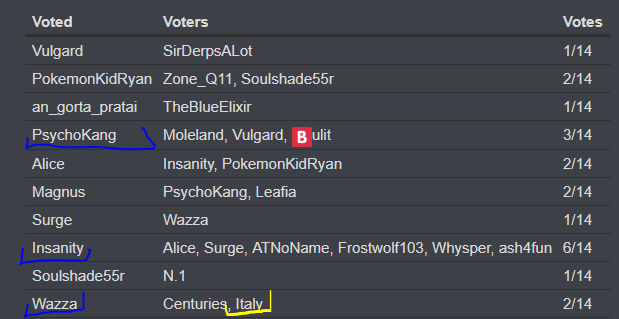 Voted Voters Votes
Vulgard SirDerpsALot 1/14
PokemonKidRyan Zone_Q11, Soulshade55r 2/14
an_gorta_pratai TheBlueElixir 1/14
PsychoKang Moleland, Vulgard, 🅱ulit 3/14
Alice Insanity, PokemonKidRyan 2/14
Magnus PsychoKang, Leafia 2/14
Surge Wazza 1/14
Insanity Alice, Surge, ATNoName, Frostwolf103, Whysper, ash4fun 6/14
Soulshade55r N.1 1/14
Wazza Centuries, Italy 2/14